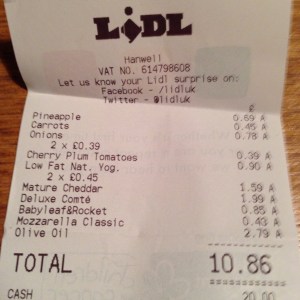 LiDL
Hanwell
VAT NO. 614798608
Let us know your Lidl surprise on:
Facebook - /lidluk
Twitter - @lidluk
£
Pineapple 0.69 A
Carrots 0.45 A
Onions 0.78 A
2 x £0.39
Cherry Plum Tomatoes 0.39 A
Low Fat Nat. Yog. 0.90 A
2 x £0.45
Mature Cheddar 1.59 A
Deluxe Comté 1.99 A
Babyleaf&Rocket 0.85 A
Mozzarella Classic 0.43 A
Olive Oil 2.79 A
TOTAL 10.86
CASH 20.00